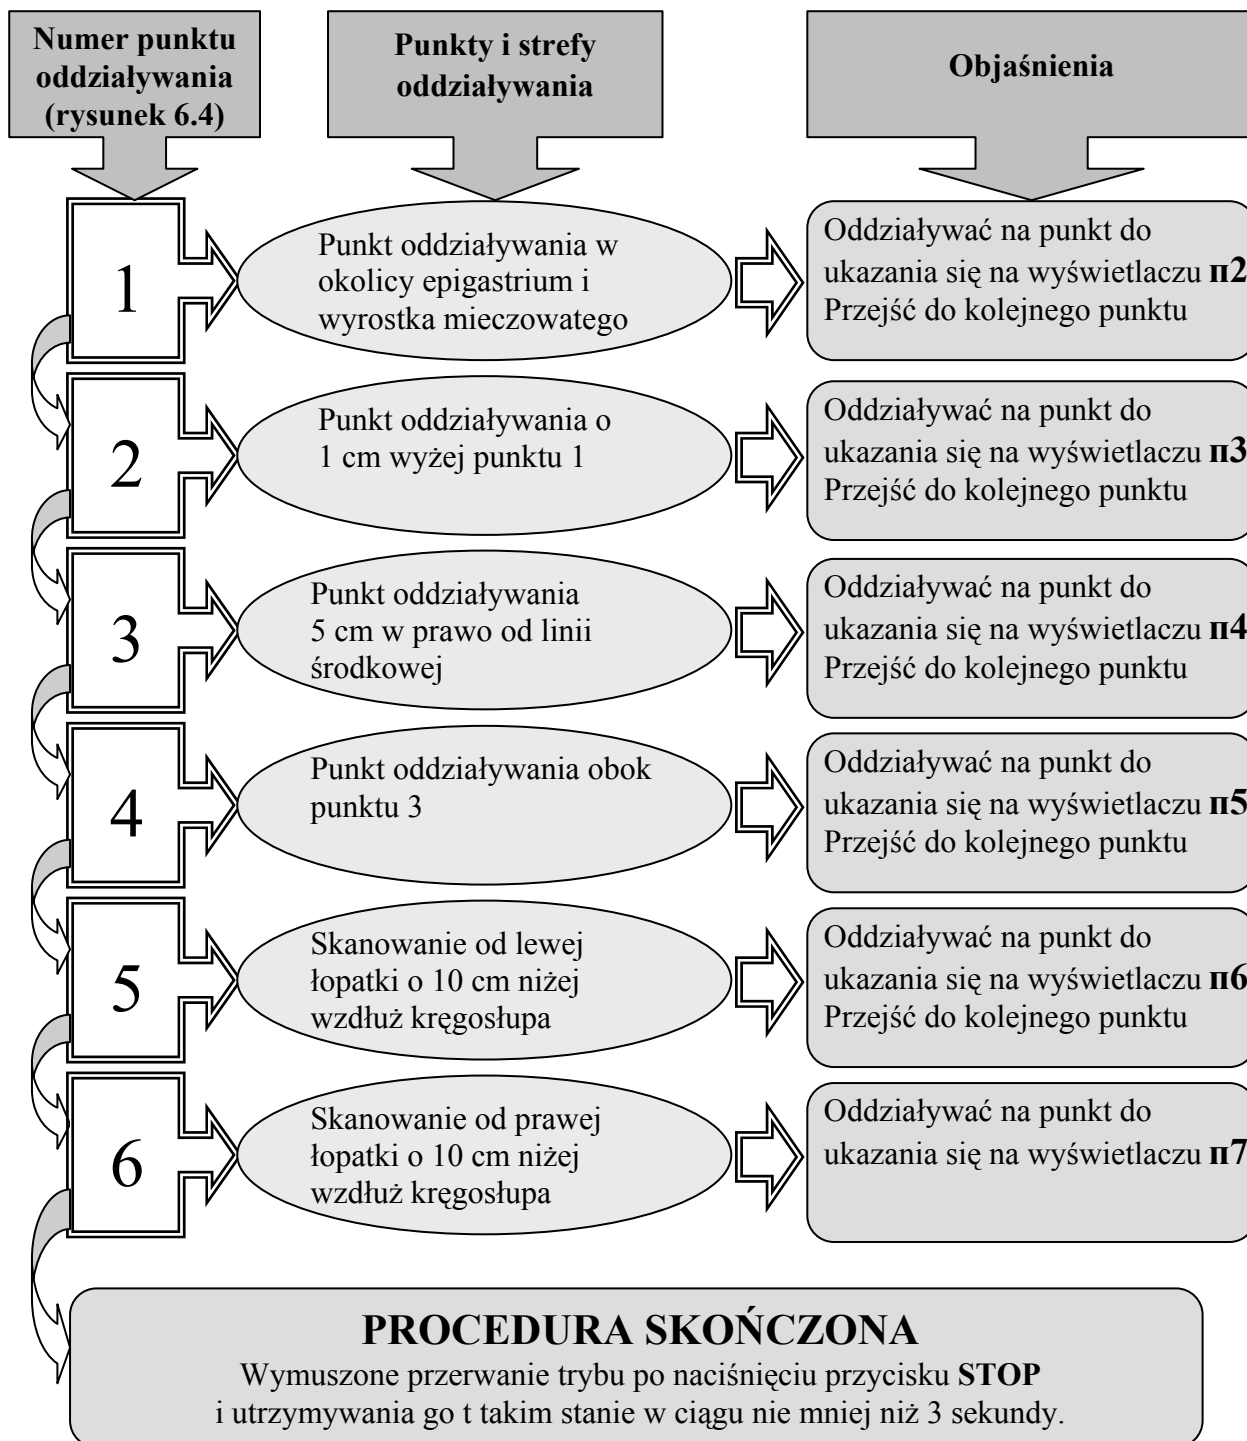 Numer punktu
oddziaływania
(rysunek 6.4)
Punkty i strefy
oddziaływania
Objaśnienia
1
Punkt oddziaływania w
okolicy epigastrium i
wyrostka mieczowatego
Oddziaływać na punkt do
ukazania się na wyświetlaczu п2
Przejść do kolejnego punktu
2
Punkt oddziaływania o
1 cm wyżej punktu 1
Oddziaływać na punkt do
ukazania się na wyświetlaczu п3
Przejść do kolejnego punktu
3
Punkt oddziaływania
5 cm w prawo od linii
środkowej
Oddziaływać na punkt do
ukazania się na wyświetlaczu п4
Przejść do kolejnego punktu
4
Punkt oddziaływania obok
punktu 3
Oddziaływać na punkt do
ukazania się na wyświetlaczu п5
Przejść do kolejnego punktu
5
Skanowanie od lewej
łopatki o 10 cm niżej
wzdłuż kręgosłupa
Oddziaływać na punkt do
ukazania się na wyświetlaczu п6
Przejść do kolejnego punktu
6
Skanowanie od prawej
łopatki o 10 cm niżej
wzdłuż kręgosłupa
Oddziaływać na punkt do
ukazania się na wyświetlaczu п7
PROCEDURA SKOŃCZONA
Wymuszone przerwanie trybu po naciśnięciu przycisku STOP
i utrzymywania go t takim stanie w ciągu nie mniej niż 3 sekundy.